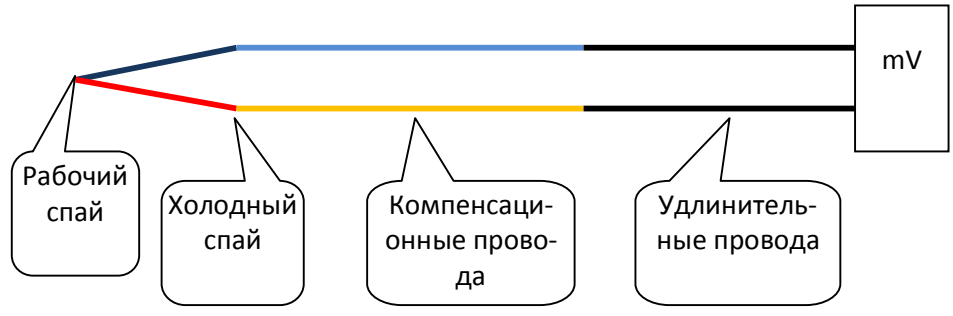 mV
Рабочий
спай
Холодный
спай
Компенсаци-
онные прово-
да
Удлинитель-
ные провода